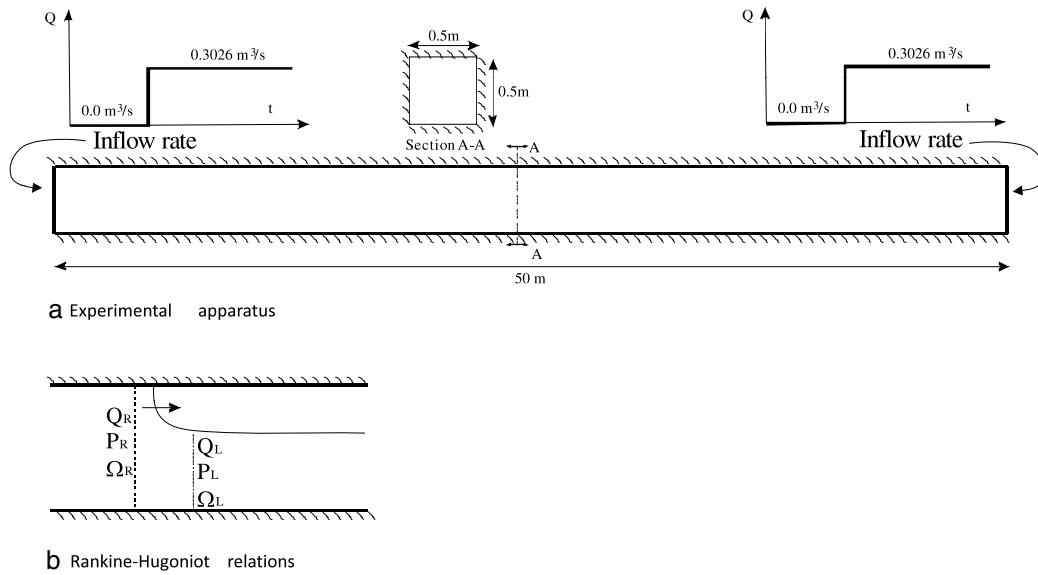 Q
0.3026 m³/s
0.0 m³/s
t
Inflow rate
0.5m
0.5m
Section A-A
Q
0.3026 m³/s
0.0 m³/s
t
Inflow rate
A
A
50 m
a Experimental apparatus
QR
PR
ΩR
QL
PL
ΩL
b Rankine-Hugoniot relations